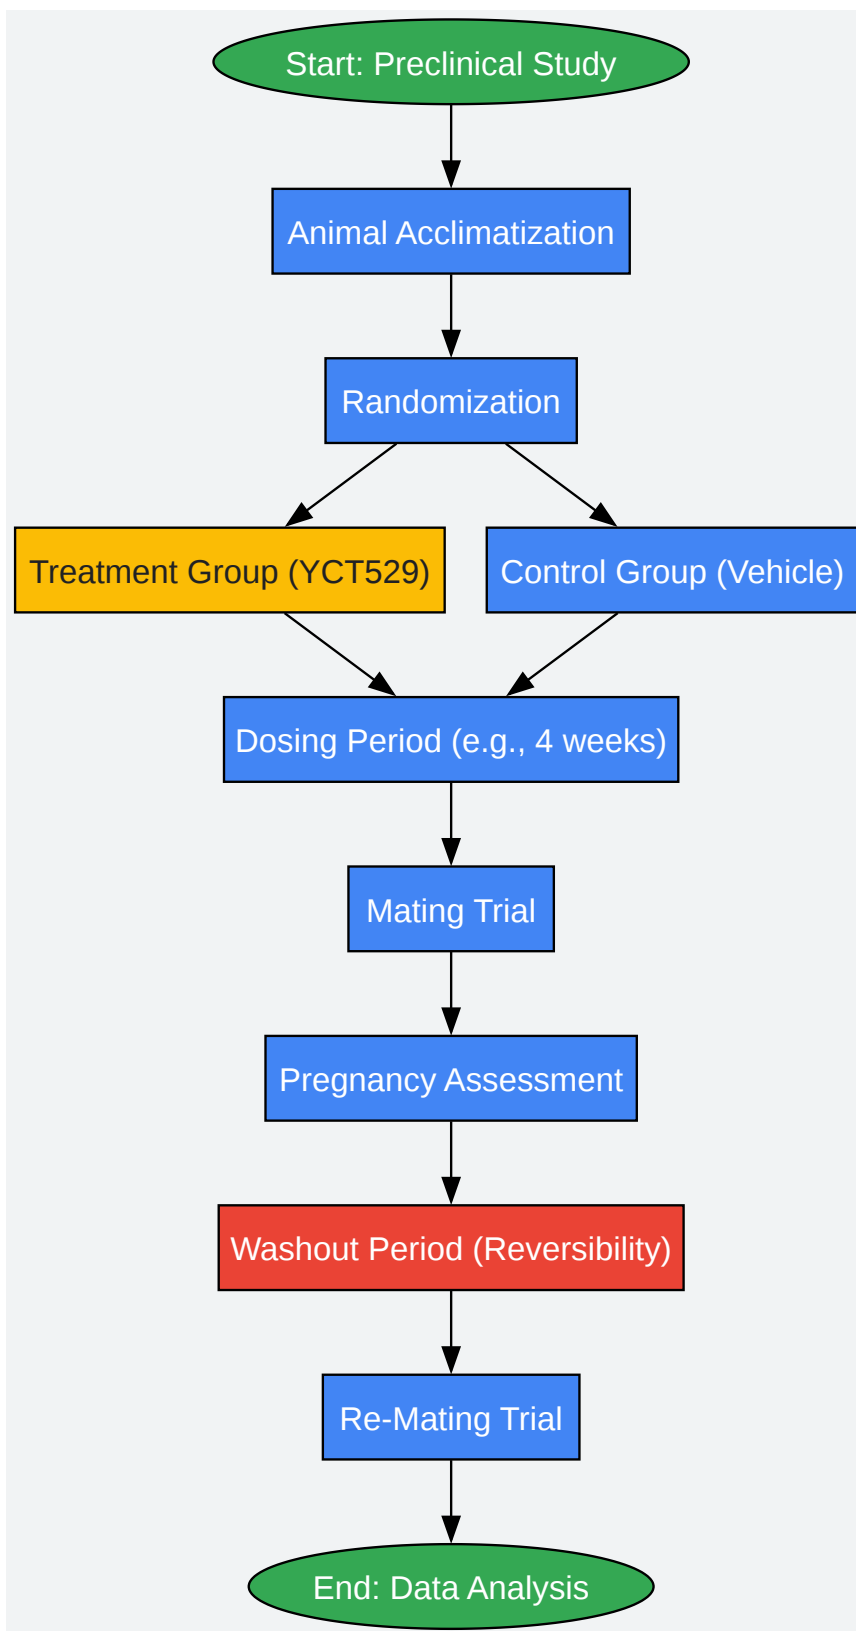 Start: Preclinical Study
Animal Acclimatization
Randomization
Treatment Group (YCT529)
Control Group (Vehicle)
Dosing Period (e.g., 4 weeks)
Mating Trial
Pregnancy Assessment
Washout Period (Reversibility)
Re-Mating Trial
End: Data Analysis